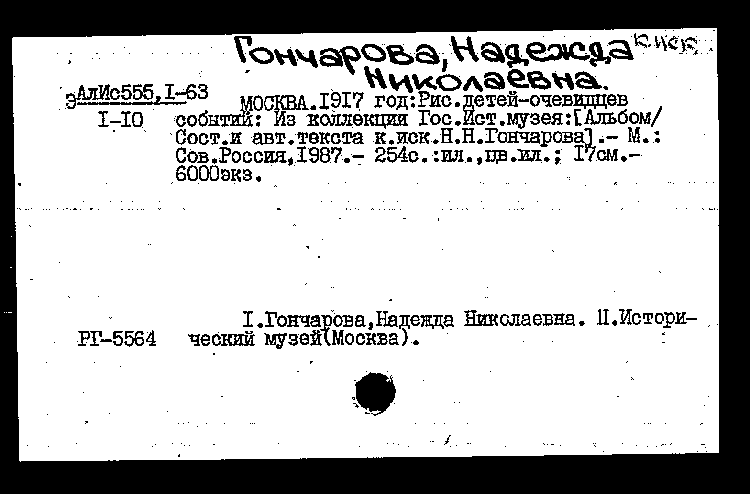 Гончарова, Надежда к. иск.
Николаевна.
эАлИс555,I-63
I-IO
МОСКВА.I9I7 год:Рис.детей-очевидцев
событий: Из коллекции Гос.Ист.музея:[Альбом/
Сост.и авт.текста к.иск.Н.Н.Гончарова].- М.:
Сов.Россия,I987.- 254с.:ил.,цв.ил.; I7см.-
6000экз.
I.Гончарова,Надежда Николаевна. II.Истори-
РГ-5564 ческий музей(Москва).